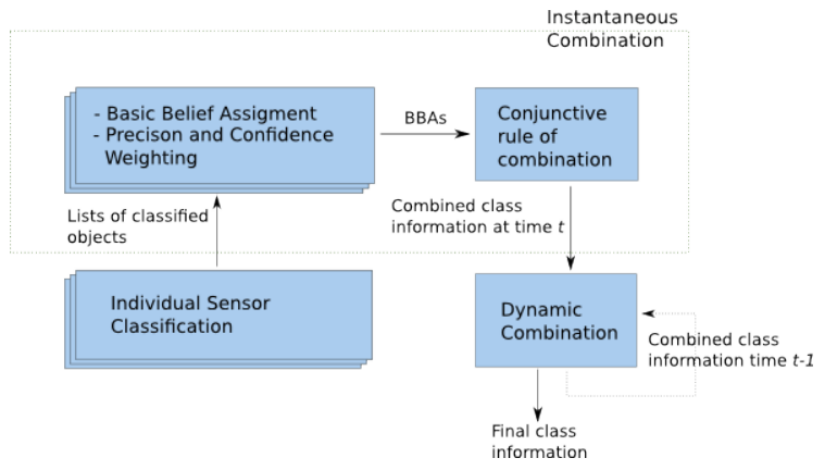 Instantaneous
Combination
- Basic Belief Assigment
- Precison and Confidence
Weighting
BBAs
Conjunctive
rule of
combination
Lists of classified
objects
Combined class
information at time t
Individual Sensor
Classification
Dynamic
Combination
Combined class
information time t-1
Final class
information